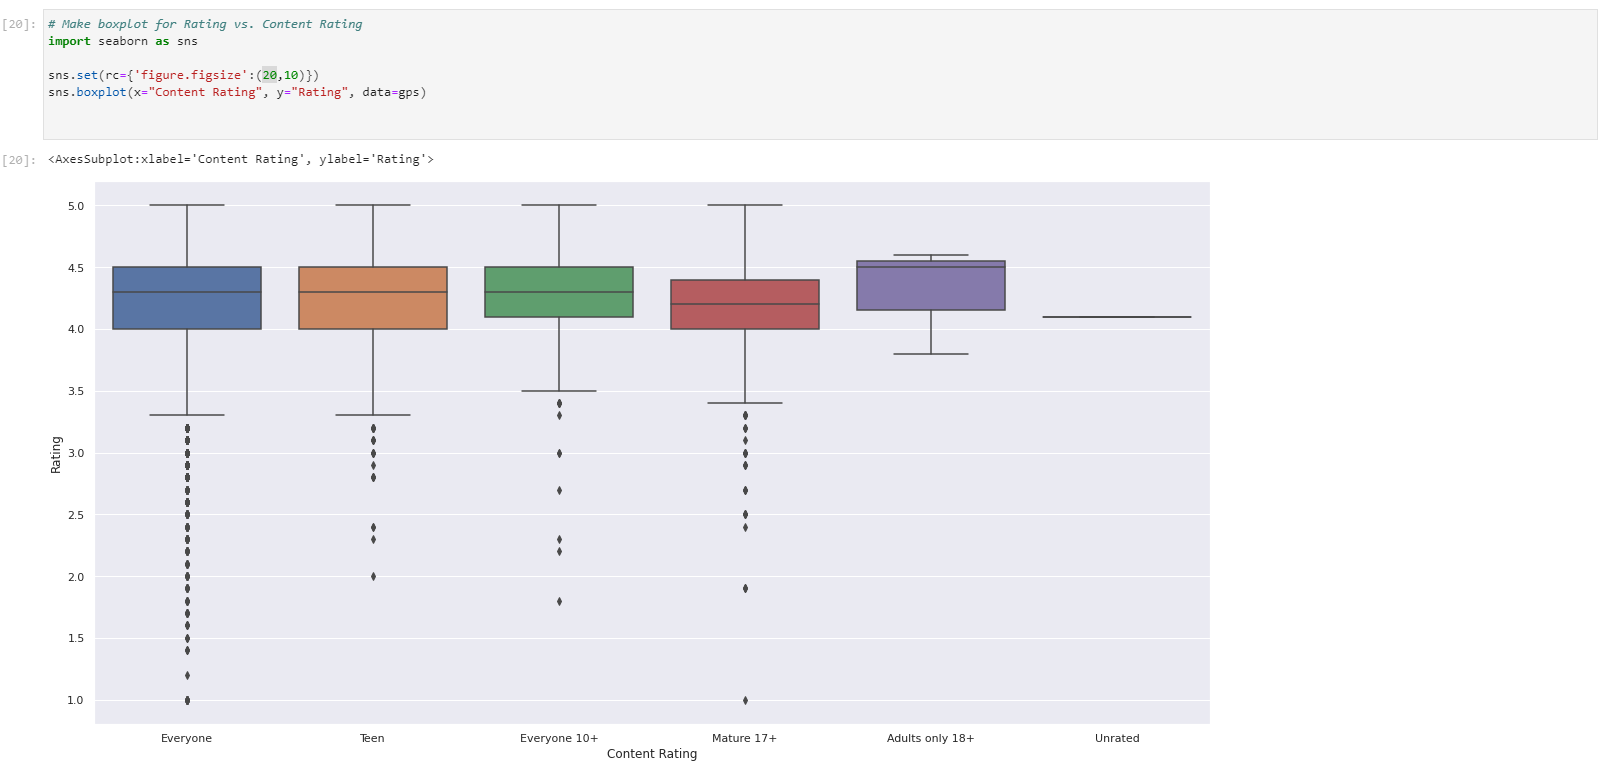 [20]: # Make boxplot for Rating vs. Content Rating
import seaborn as sns
sns.set(rc={'figure.figsize':(20,10)})
sns.boxplot(x="Content Rating", y="Rating", data=gps)
[20]: <AxesSubplot:xlabel='Content Rating', ylabel='Rating'>
5.0
4.5
4.0
3.5
3.0
2.5
2.0
1.5
1.0
Rating
Everyone Teen Everyone 10+ Mature 17+ Adults only 18+ Unrated
Content Rating